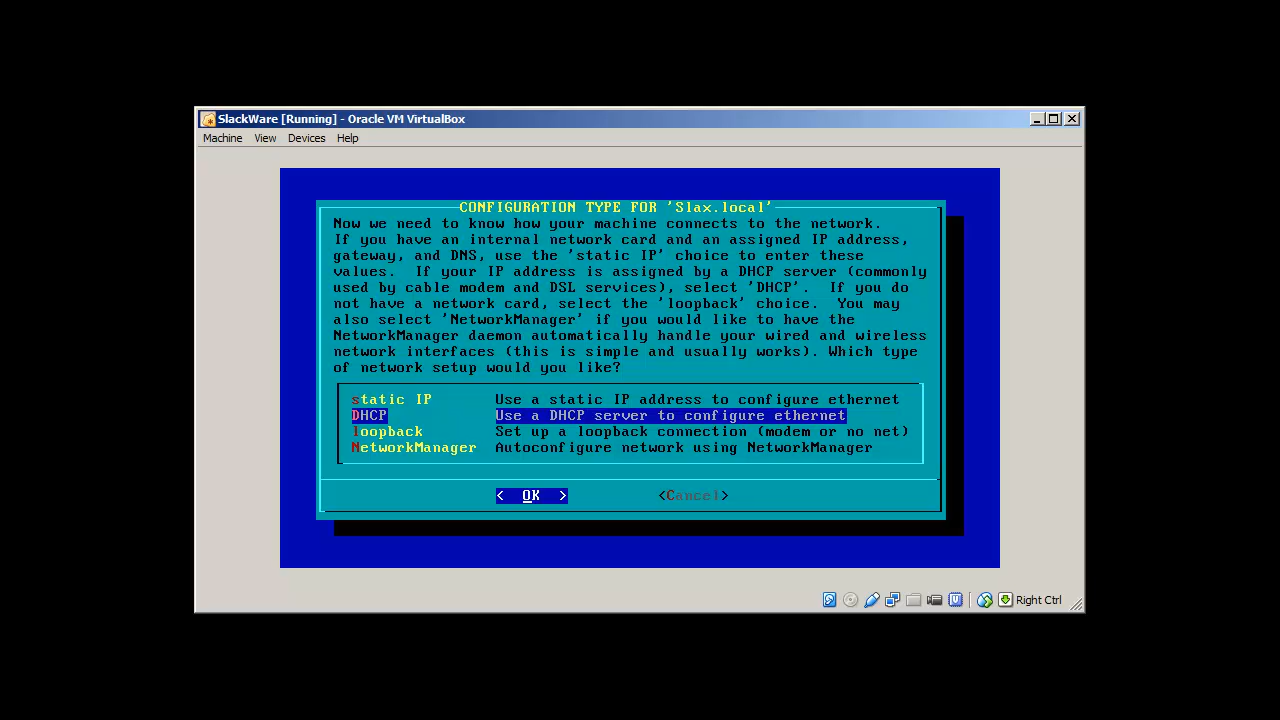 SlackWare [Running] - Oracle VM VirtualBox
Machine View Devices Help
CONFIGURATION TYPE FOR 'Slax.local'
Now we need to know how your machine connects to the network.
If you have an internal network card and an assigned IP address,
gateway, and DNS, use the 'static IP' choice to enter these
values.  If your IP address is assigned by a DHCP server (commonly
used by cable modem and DSL services), select 'DHCP'.  If you do
not have a network card, select the 'loopback' choice.  You may
also select 'NetworkManager' if you would like to have the
NetworkManager daemon automatically handle your wired and wireless
network interfaces (this is simple and usually works). Which type
of network setup would you like?
static IP Use a static IP address to configure ethernet
DHCP Use a DHCP server to configure ethernet
loopback Set up a loopback connection (modem or no net)
NetworkManager Autoconfigure network using NetworkManager
< OK > <Cancel>
Right Ctrl